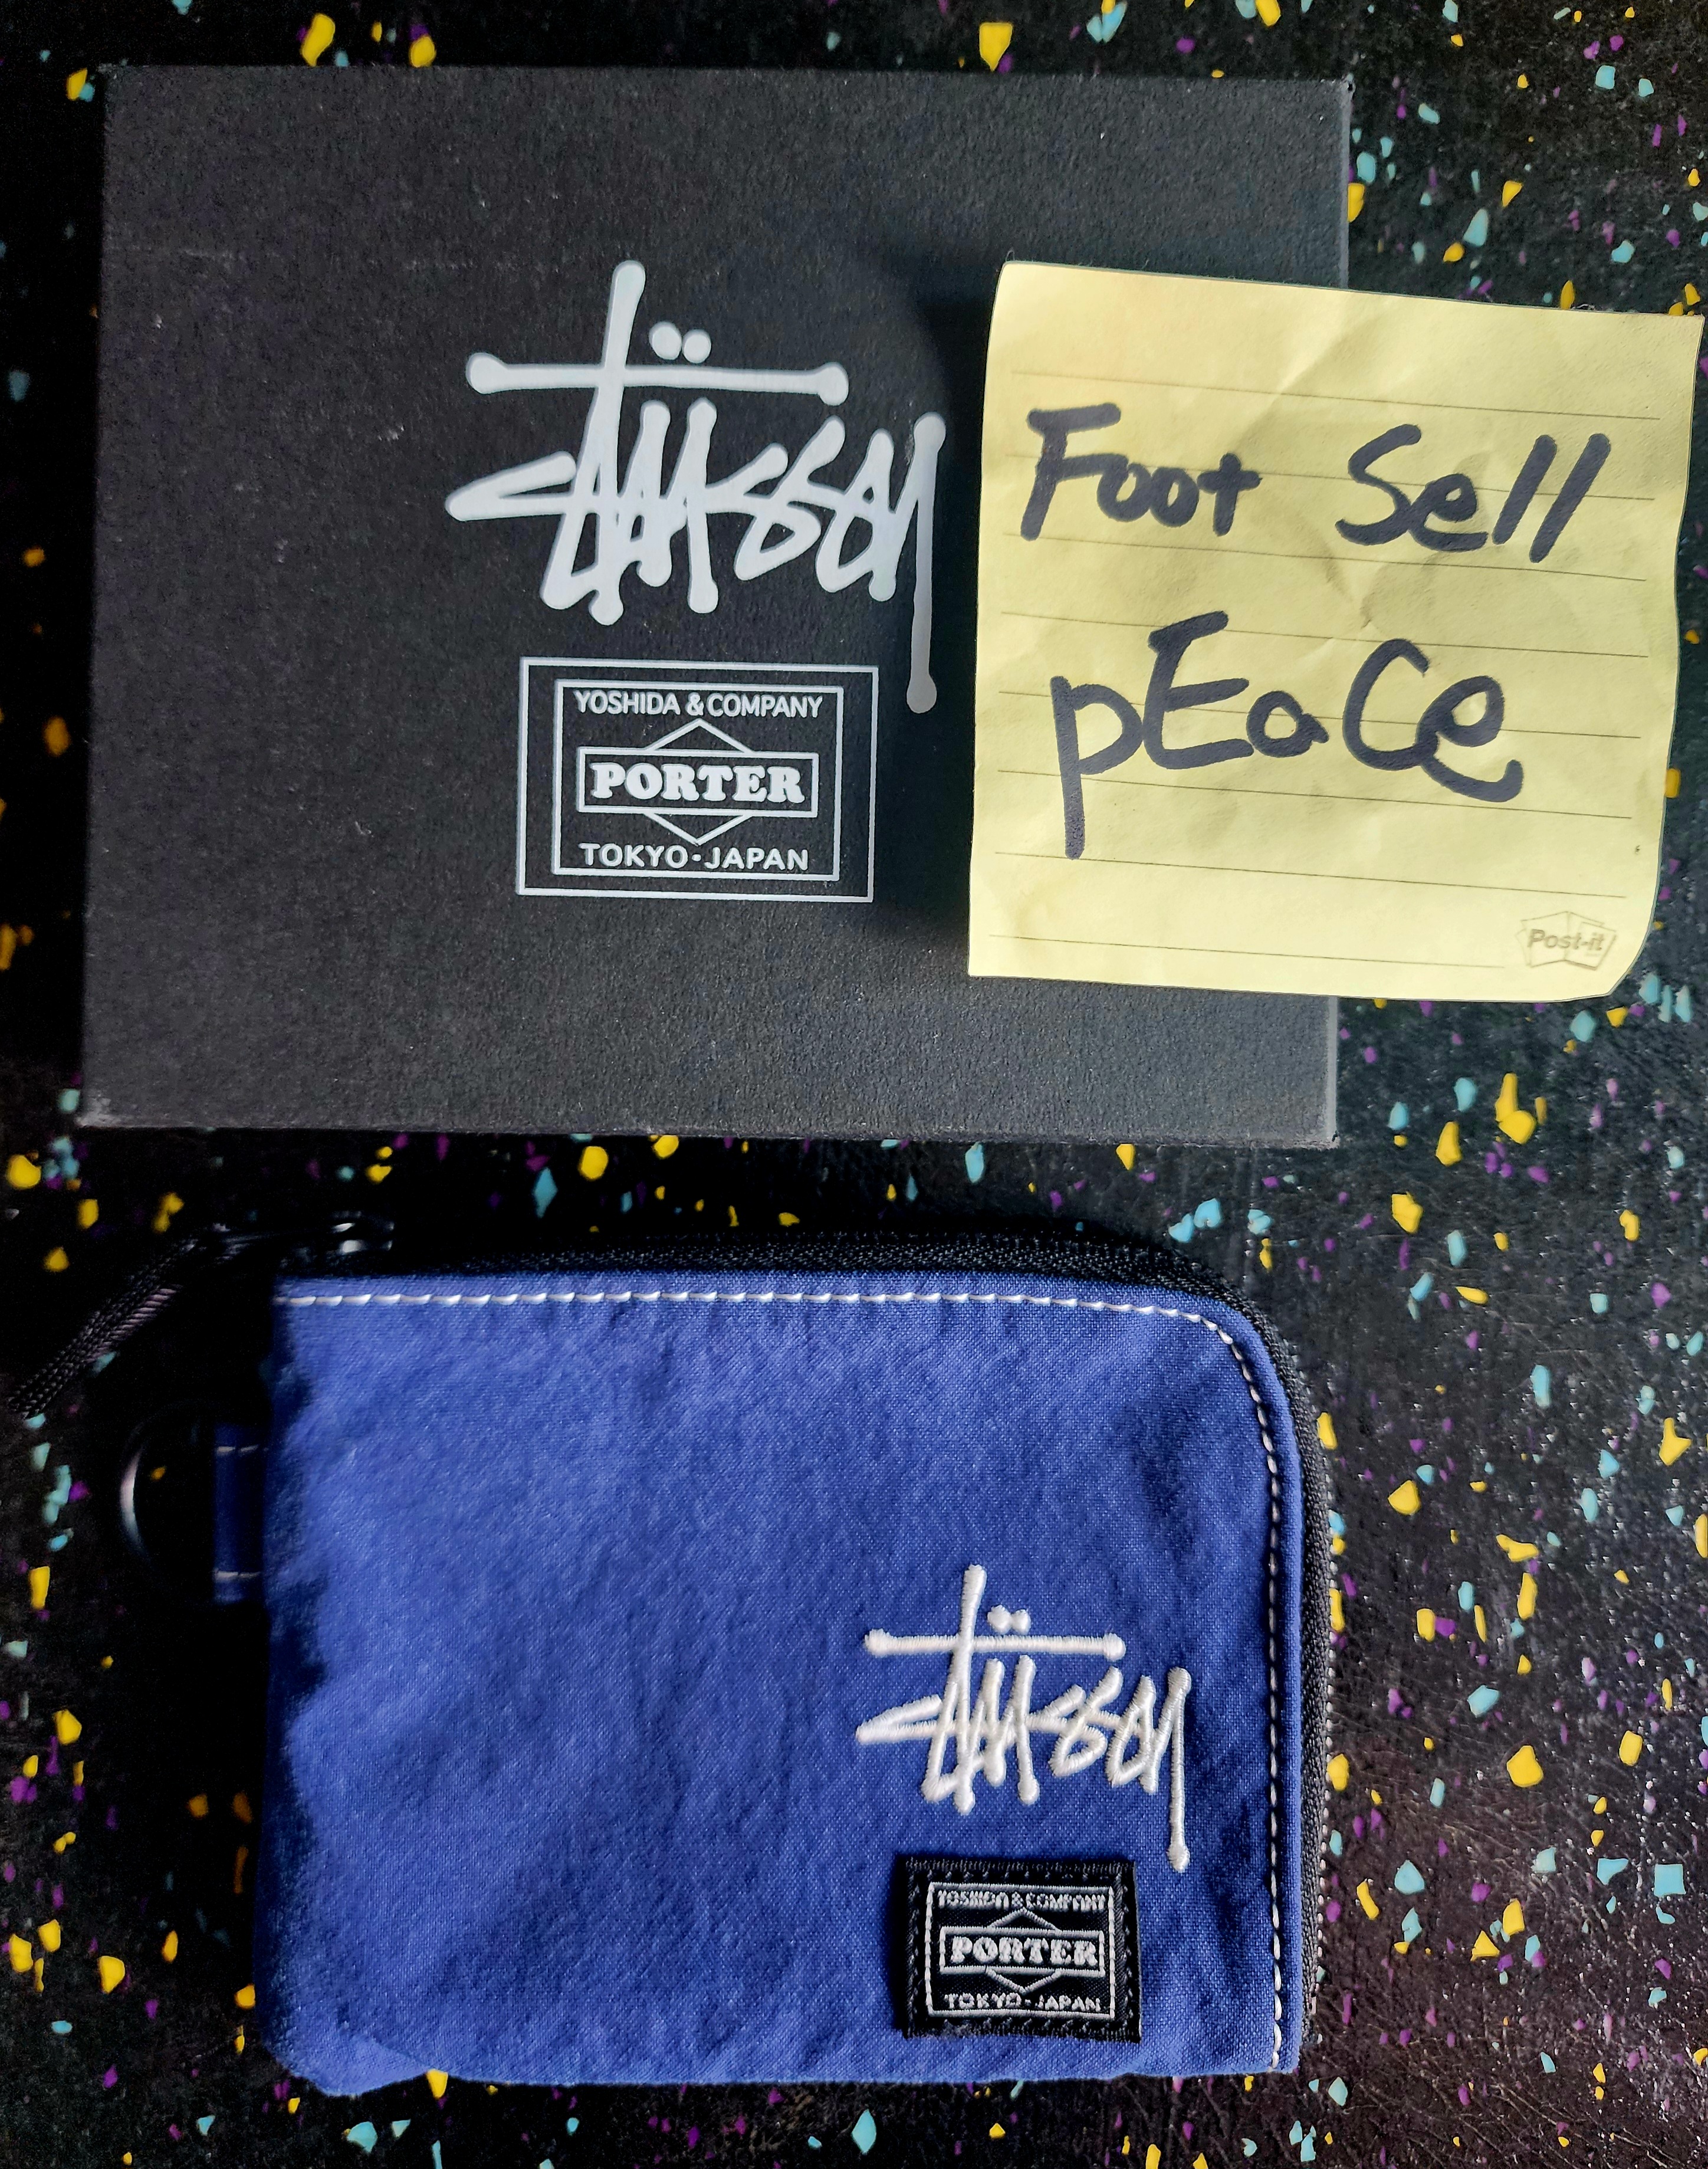 Stüssy
YOSHIDA & COMPANY
PORTER
TOKYO·JAPAN
Foot Sell
pEaCe
Post-it
Stüssy
YOSHIDA & COMPANY
PORTER
TOKYO·JAPAN